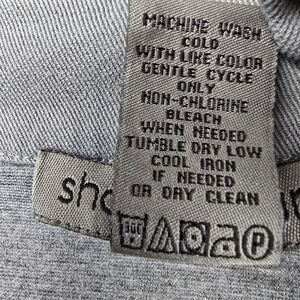 MACHINE WASH
COLD
WITH LIKE COLOR
GENTLE CYCLE
ONLY
NON-CHLORINE
BLEACH
WHEN NEEDED
TUMBLE DRY LOW
COOL IRON
IF NEEDED
OR DRY CLEAN
sho
P